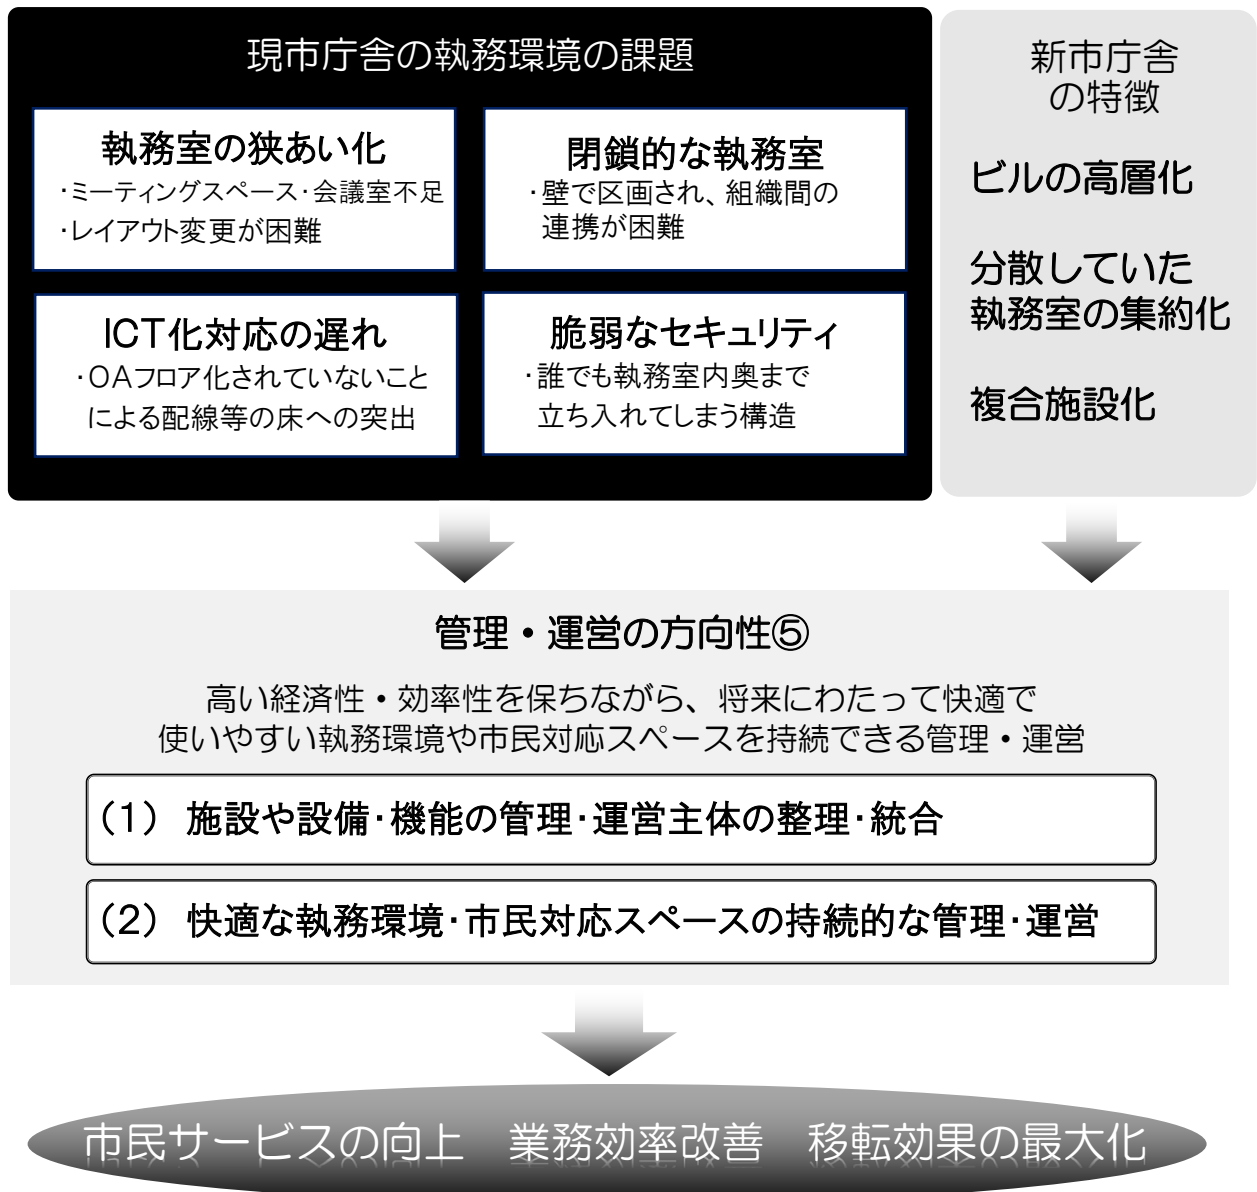 現市庁舎の執務環境の課題
執務室の狭あい化
・ミーティングスペース・会議室不足
・レイアウト変更が困難
閉鎖的な執務室
・壁で区画され、組織間の
連携が困難
ICT化対応の遅れ
・OAフロア化されていないこと
による配線等の床への突出
脆弱なセキュリティ
・誰でも執務室内奥まで
立ち入れてしまう構造
新市庁舎
の特徴
ビルの高層化
分散していた
執務室の集約化
複合施設化
管理・運営の方向性⑤
高い経済性・効率性を保ちながら、将来にわたって快適で
使いやすい執務環境や市民対応スペースを持続できる管理・運営
（1） 施設や設備・機能の管理・運営主体の整理・統合
（2） 快適な執務環境・市民対応スペースの持続的な管理・運営
市民サービスの向上　業務効率改善　移転効果の最大化